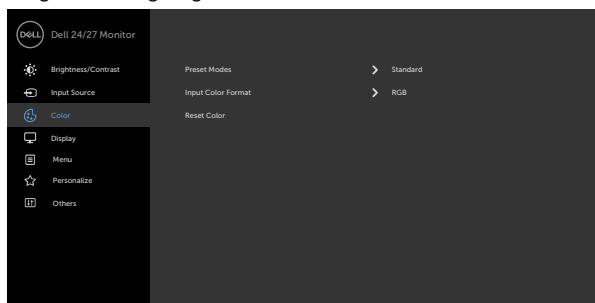 DELL
Dell 24/27 Monitor
Brightness/Contrast
Input Source
Color
Display
Menu
Personalize
Others
Preset Modes Standard
Input Color Format RGB
Reset Color